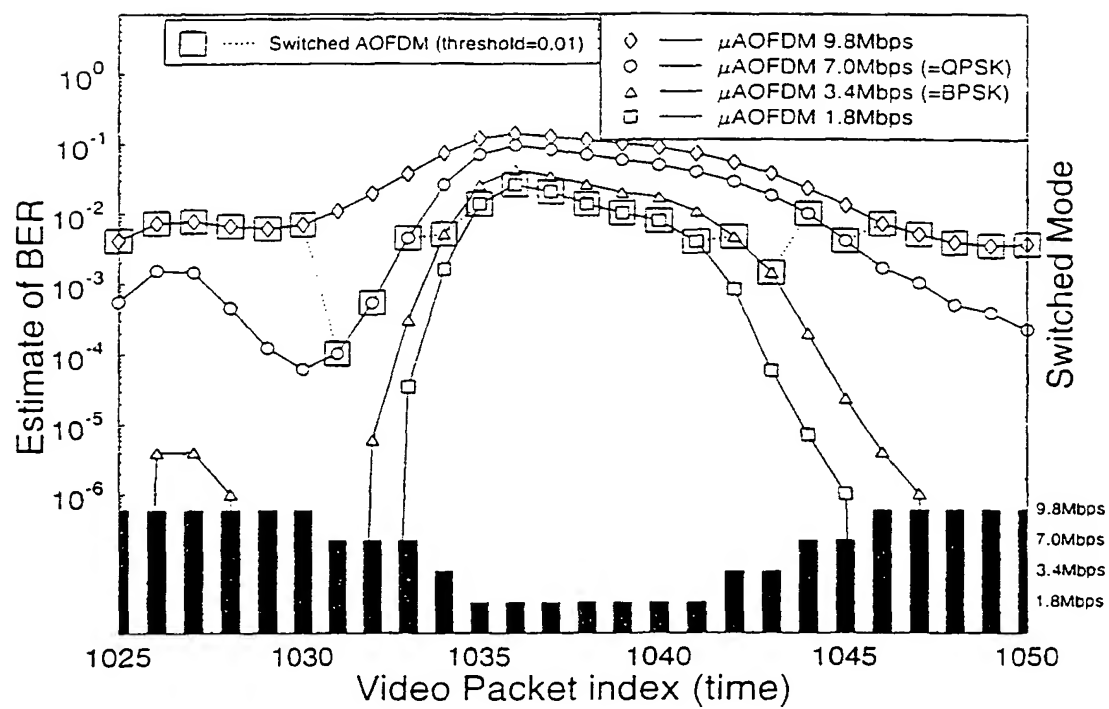 Switched AOFDM (threshold=0.01)
μAOFDM 9.8Mbps
μAOFDM 7.0Mbps (=QPSK)
μAOFDM 3.4Mbps (=BPSK)
μAOFDM 1.8Mbps
Estimate of BER
10^0
10^-1
10^-2
10^-3
10^-4
10^-5
10^-6
Switched Mode
9.8Mbps
7.0Mbps
3.4Mbps
1.8Mbps
1025 1030 1035 1040 1045 1050
Video Packet index (time)